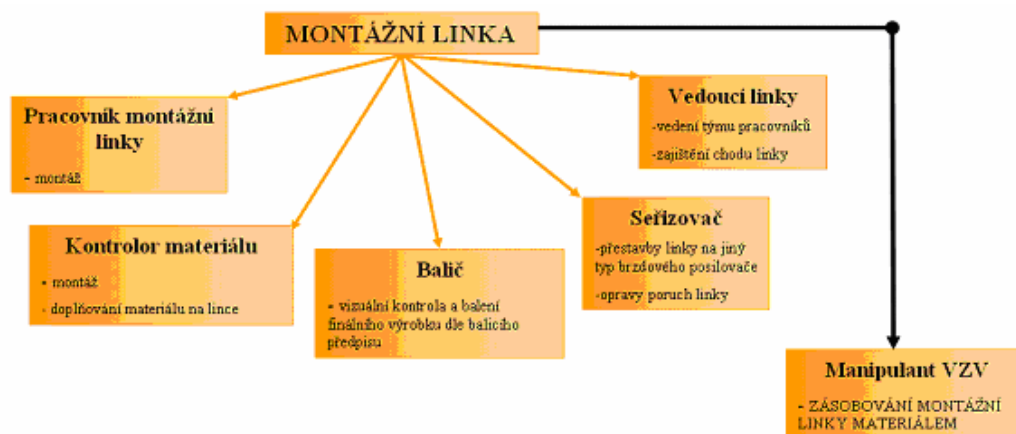 MONTÁŽNÍ LINKA
Pracovník montážní
linky
- montáž
Vedoucí linky
-vedení týmu pracovníků
-zajištění chodu linky
Kontrolor materiálu
- montáž
- doplňování materiálu na lince
Balič
- vizuální kontrola a balení
finálního výrobku dle balicího
předpisu
Seřizovač
-přestavby linky na jiný
typ brzdového posilovače
-opravy poruch linky
Manipulant VZV
- ZÁSOBOVÁNÍ MONTÁŽNÍ
LINKY MATERIÁLEM